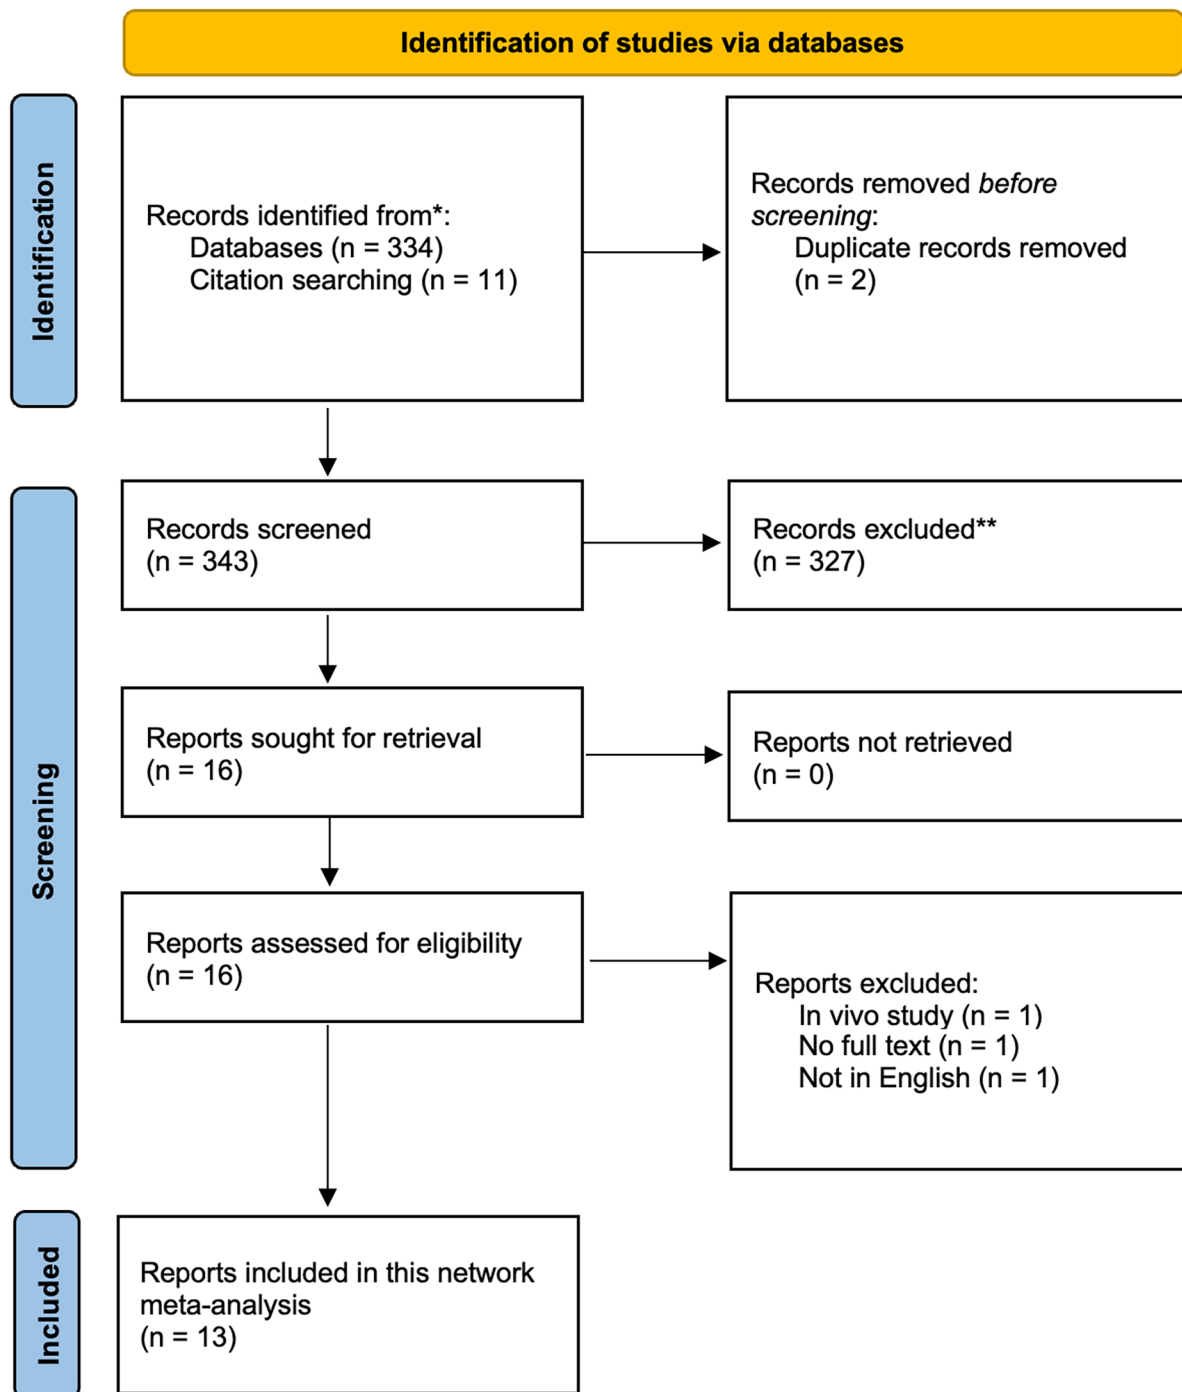 Identification of studies via databases
Identification
Records identified from*:
Databases (n = 334)
Citation searching (n = 11)
Records removed before
screening:
Duplicate records removed
(n = 2)
Screening
Records screened
(n = 343)
Records excluded**
(n = 327)
Reports sought for retrieval
(n = 16)
Reports not retrieved
(n = 0)
Reports assessed for eligibility
(n = 16)
Reports excluded:
In vivo study (n = 1)
No full text (n = 1)
Not in English (n = 1)
Included
Reports included in this network
meta-analysis
(n = 13)